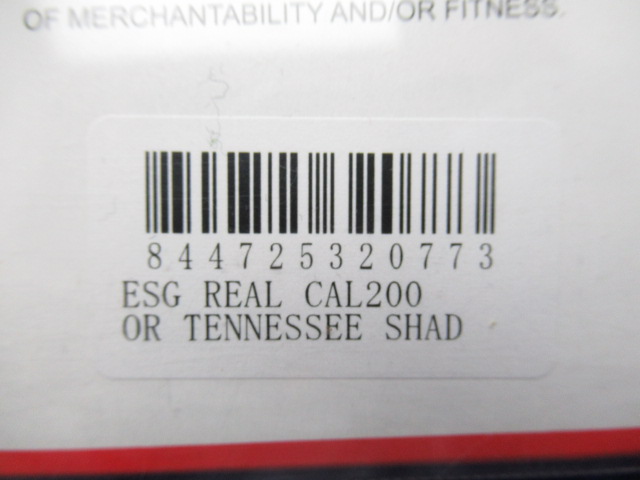 OF MERCHANTABILITY AND/OR FITNESS.
844725320773
ESG REAL CAL200
OR TENNESSEE SHAD